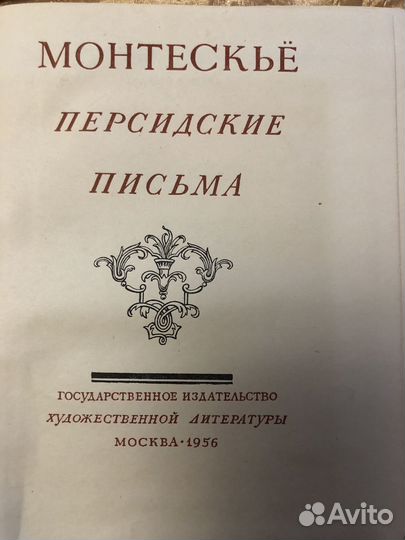 МОНТЕСКЬЁ
ПЕРСИДСКИЕ
ПИСЬМА
ГОСУДАРСТВЕННОЕ ИЗДАТЕЛЬСТВО
ХУДОЖЕСТВЕННОЙ ЛИТЕРАТУРЫ
МОСКВА · 1956
Avito